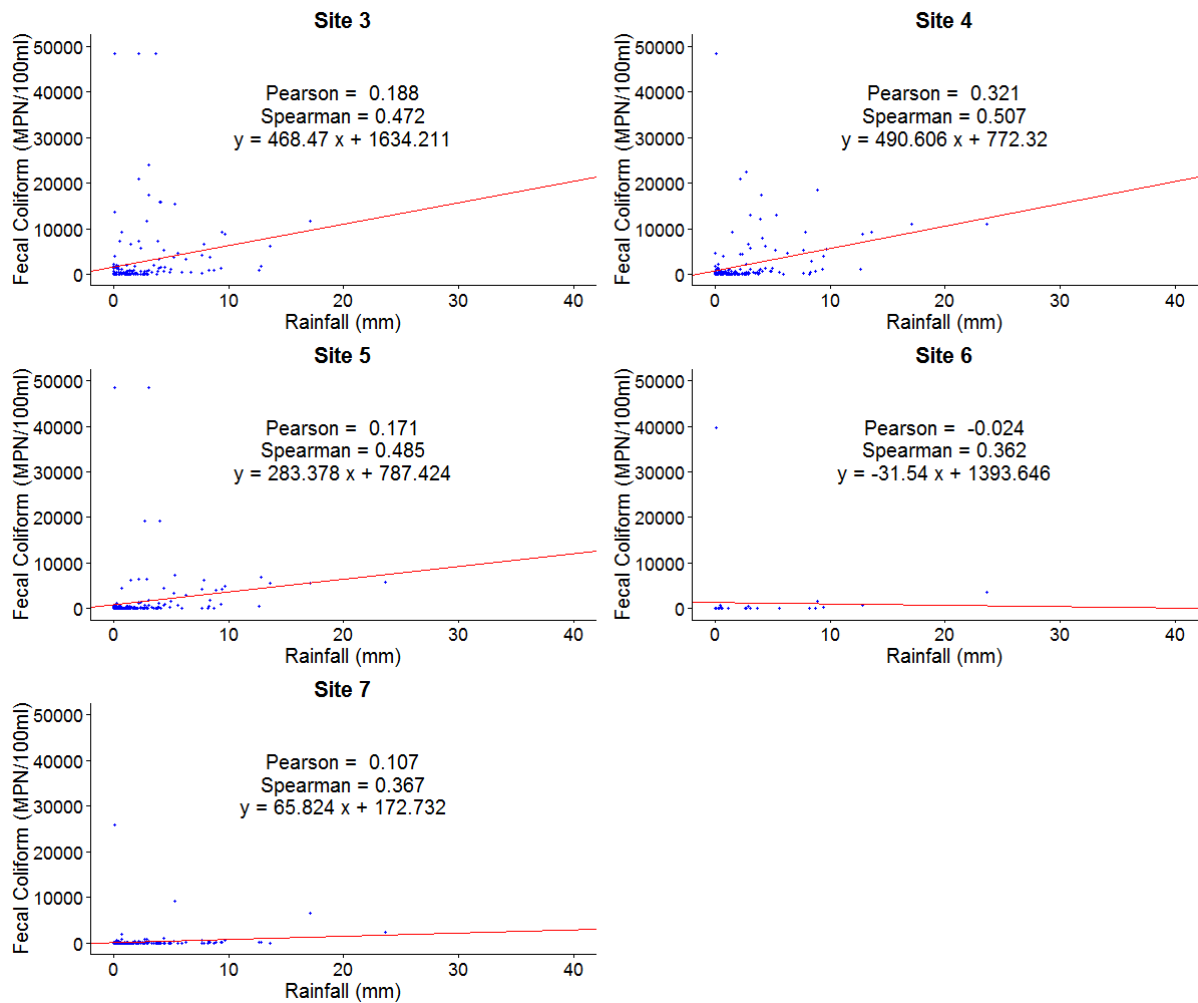 Site 3
Fecal Coliform (MPN/100ml)
50000
40000
30000
20000
10000
0
Pearson = 0.188
Spearman = 0.472
y = 468.47 x + 1634.211
0 10 20 30 40
Rainfall (mm)
Site 4
Fecal Coliform (MPN/100ml)
50000
40000
30000
20000
10000
0
Pearson = 0.321
Spearman = 0.507
y = 490.606 x + 772.32
0 10 20 30 40
Rainfall (mm)
Site 5
Fecal Coliform (MPN/100ml)
50000
40000
30000
20000
10000
0
Pearson = 0.171
Spearman = 0.485
y = 283.378 x + 787.424
0 10 20 30 40
Rainfall (mm)
Site 6
Fecal Coliform (MPN/100ml)
50000
40000
30000
20000
10000
0
Pearson = -0.024
Spearman = 0.362
y = -31.54 x + 1393.646
0 10 20 30 40
Rainfall (mm)
Site 7
Fecal Coliform (MPN/100ml)
50000
40000
30000
20000
10000
0
Pearson = 0.107
Spearman = 0.367
y = 65.824 x + 172.732
0 10 20 30 40
Rainfall (mm)